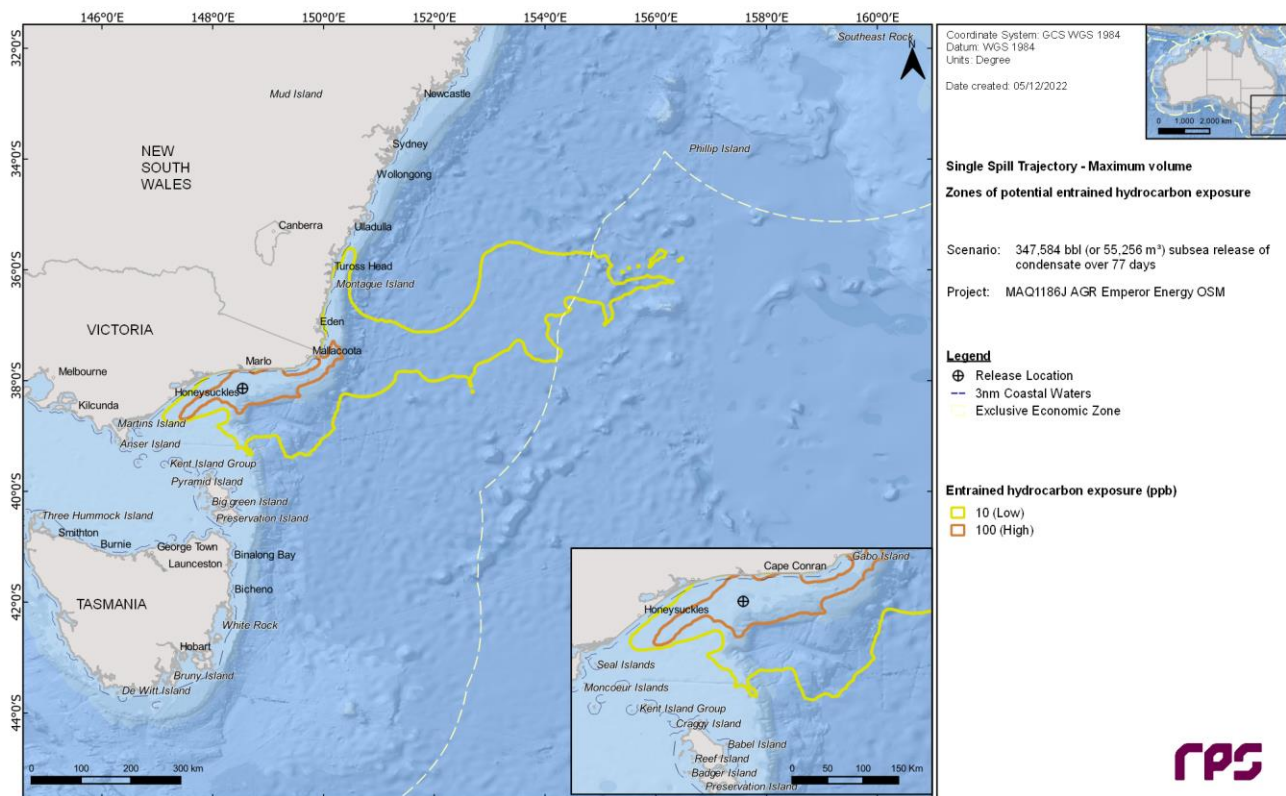 146°0'E 148°0'E 150°0'E 152°0'E 154°0'E 156°0'E 158°0'E 160°0'E
32°0'S
34°0'S
36°0'S
38°0'S
40°0'S
42°0'S
44°0'S
Southeast Rock
N
Mud Island
Newcastle
NEW
SOUTH
WALES
Sydney
Wollongong
Phillip Island
Canberra
Ulladulla
Tuross Head
Montague Island
VICTORIA
Eden
Mallacoota
Marlo
Melbourne
Honeysuckles
Kilcunda
Martins Island
Anser Island
Kent Island Group
Pyramid Island
Big green Island
Preservation Island
Three Hummock Island
Smithton
Burnie
George Town
Launceston
Binalong Bay
Bicheno
TASMANIA
White Rock
Hobart
Bruny Island
De Witt Island
0 100 200 300 km
Gabo Island
Cape Conran
Honeysuckles
Seal Islands
Moncoeur Islands
Kent Island Group
Craggy Island
Babel Island
Reef Island
Badger Island
Preservation Island
0 50 100 150 Km
Coordinate System: GCS WGS 1984
Datum: WGS 1984
Units: Degree
Date created: 05/12/2022
0 1,000 2,000 km
Single Spill Trajectory - Maximum volume
Zones of potential entrained hydrocarbon exposure
Scenario: 347,584 bbl (or 55,256 m³) subsea release of
condensate over 77 days
Project: MAQ1186J AGR Emperor Energy OSM
Legend
Release Location
3nm Coastal Waters
Exclusive Economic Zone
Entrained hydrocarbon exposure (ppb)
10 (Low)
100 (High)
rps